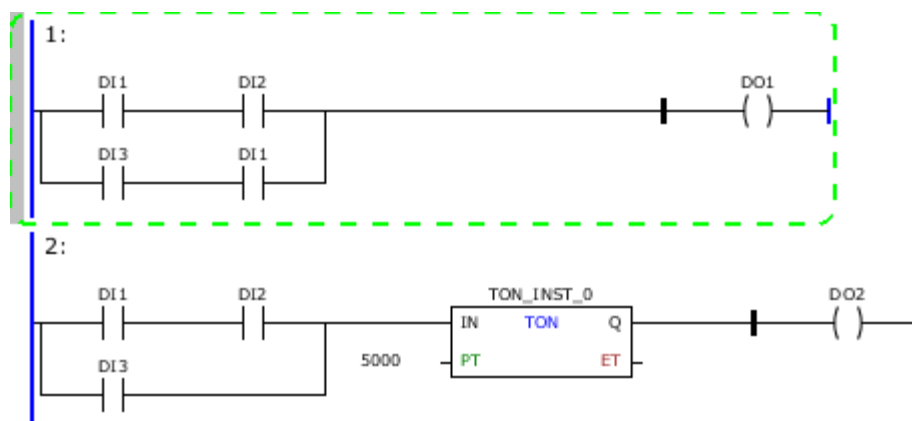 1:
DI1 DI2 DO1
DI3 DI1
2:
DI1 DI2 TON_INST_0 DO2
IN TON Q
DI3 5000 PT ET